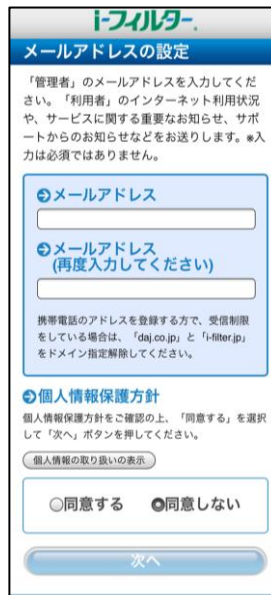 i-フィルター.
メールアドレスの設定
「管理者」のメールアドレスを入力してくだ
さい。「利用者」のインターネット利用状況
や、サービスに関する重要なお知らせ、サポ
ートからのお知らせなどをお送りします。※入
力は必須ではありません。
メールアドレス
メールアドレス
(再度入力してください)
携帯電話のアドレスを登録する方で、受信制限
をしている場合は、「daj.co.jp」と「i-filter.jp」
をドメイン指定解除してください。
個人情報保護方針
個人情報保護方針をご確認の上、「同意する」を選択
して「次へ」ボタンを押してください。
個人情報の取り扱いの表示
同意する 同意しない
次へ